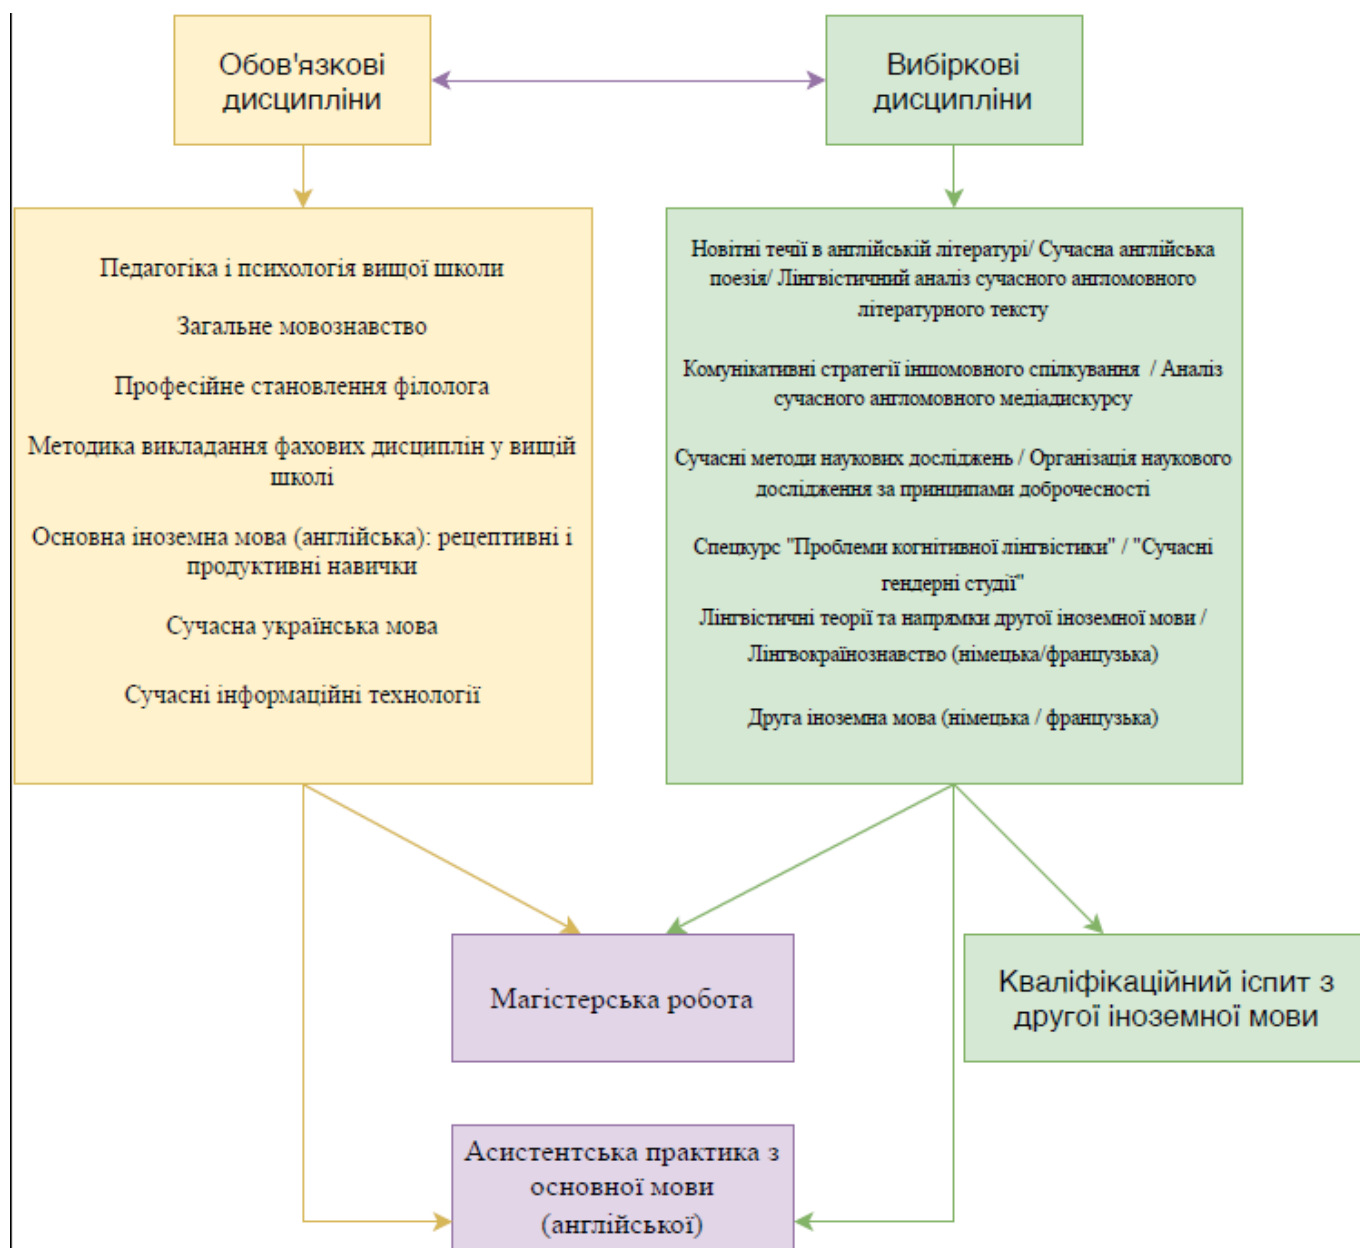 Обов'язкові
дисципліни
Вибіркові
дисципліни
Педагогіка і психологія вищої школи
Загальне мовознавство
Професійне становлення філолога
Методика викладання фахових дисциплін у вищій
школі
Основна іноземна мова (англійська): рецептивні і
продуктивні навички
Сучасна українська мова
Сучасні інформаційні технології
Новітні течії в англійській літературі/ Сучасна англійська
поезія/ Лінгвістичний аналіз сучасного англомовного
літературного тексту
Комунікативні стратегії іншомовного спілкування / Аналіз
сучасного англомовного медіадискурсу
Сучасні методи наукових досліджень / Організація наукового
дослідження за принципами доброчесності
Спецкурс "Проблеми когнітивної лінгвістики" / "Сучасні
гендерні студії"
Лінгвістичні теорії та напрямки другої іноземної мови /
Лінгвокраїнознавство (німецька/французька)
Друга іноземна мова (німецька / французька)
Магістерська робота
Кваліфікаційний іспит з
другої іноземної мови
Асистентська практика з
основної мови
(англійської)